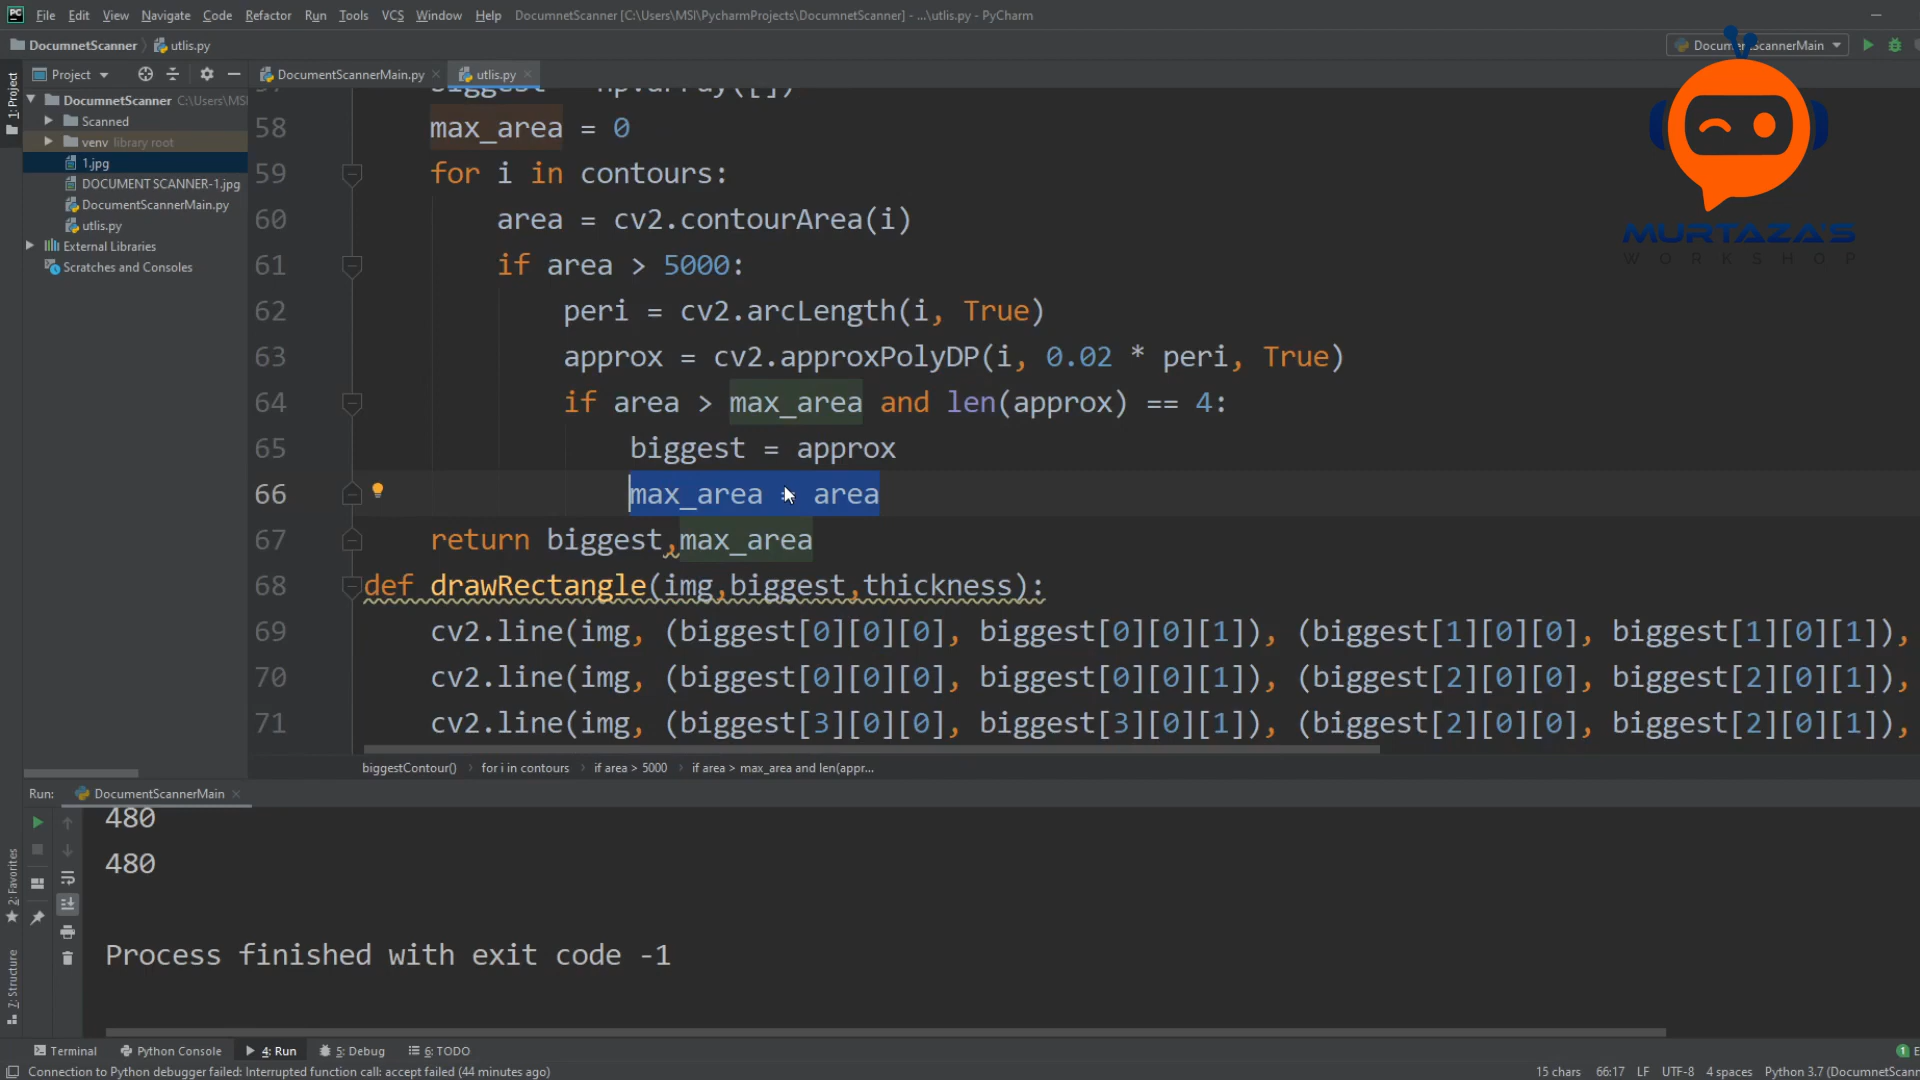 File Edit View Navigate Code Refactor Run Tools VCS Window Help DocumnetScanner [C:\Users\MSI\PycharmProjects\DocumnetScanner] - ...\utlis.py - PyCharm
DocumnetScanner utlis.py
MURTAZA'S
WORKSHOP
1: Project
Project
DocumnetScanner C:\Users\MSI
Scanned
venv library root
1.jpg
DOCUMENT SCANNER-1.jpg
DocumentScannerMain.py
utlis.py
External Libraries
Scratches and Consoles
DocumentScannerMain.py utlis.py
58 max_area = 0
59 for i in contours:
60 area = cv2.contourArea(i)
61 if area > 5000:
62 peri = cv2.arcLength(i, True)
63 approx = cv2.approxPolyDP(i, 0.02 * peri, True)
64 if area > max_area and len(approx) == 4:
65 biggest = approx
66 max_area = area
67 return biggest,max_area
68 def drawRectangle(img,biggest,thickness):
69 cv2.line(img, (biggest[0][0][0], biggest[0][0][1]), (biggest[1][0][0], biggest[1][0][1]),
70 cv2.line(img, (biggest[0][0][0], biggest[0][0][1]), (biggest[2][0][0], biggest[2][0][1]),
71 cv2.line(img, (biggest[3][0][0], biggest[3][0][1]), (biggest[2][0][0], biggest[2][0][1]),
biggestContour() for i in contours if area > 5000 if area > max_area and len(appr...
Run: DocumentScannerMain
480
480
Process finished with exit code -1
2: Favorites
7: Structure
Terminal Python Console 4: Run 5: Debug 6: TODO
Connection to Python debugger failed: Interrupted function call: accept failed (44 minutes ago)
15 chars 66:17 LF UTF-8 4 spaces Python 3.7 (DocumnetScann